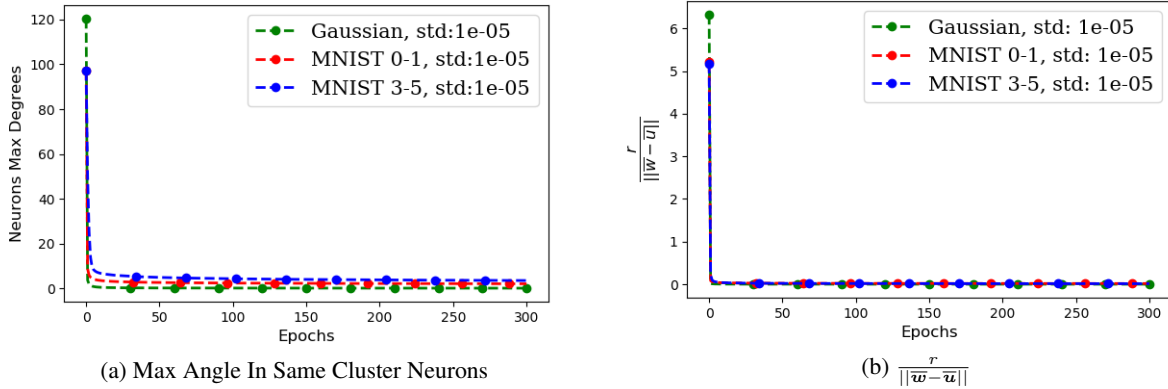 120
100
80
60
40
20
0
Neurons Max Degrees
Gaussian, std:1e-05
MNIST 0-1, std:1e-05
MNIST 3-5, std:1e-05
0 50 100 150 200 250 300
Epochs
(a) Max Angle In Same Cluster Neurons
6
5
4
3
2
1
0
r
||w̅ − u̅||
Gaussian, std: 1e-05
MNIST 0-1, std: 1e-05
MNIST 3-5, std: 1e-05
0 50 100 150 200 250 300
Epochs
(b) r
||w̅ − u̅||